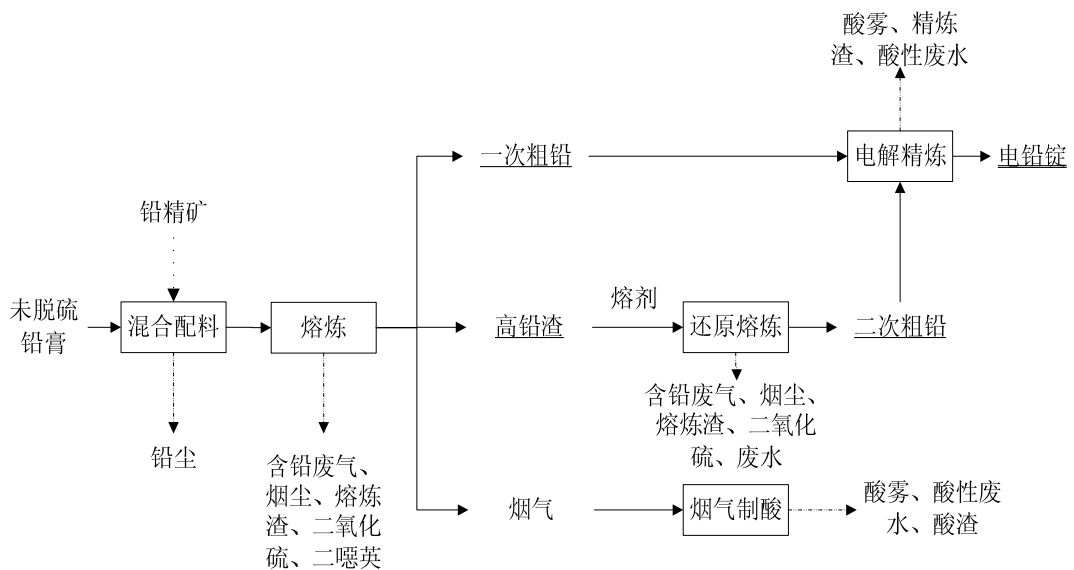 酸雾、精炼
渣、酸性废水
一次粗铅
电解精炼
电铅锭
铅精矿
未脱硫
铅膏
混合配料
熔炼
高铅渣
熔剂
还原熔炼
二次粗铅
铅尘
含铅废气、
烟尘、熔炼
渣、二氧化
硫、二噁英
含铅废气、烟尘、
熔炼渣、二氧化
硫、废水
烟气
烟气制酸
酸雾、酸性废
水、酸渣